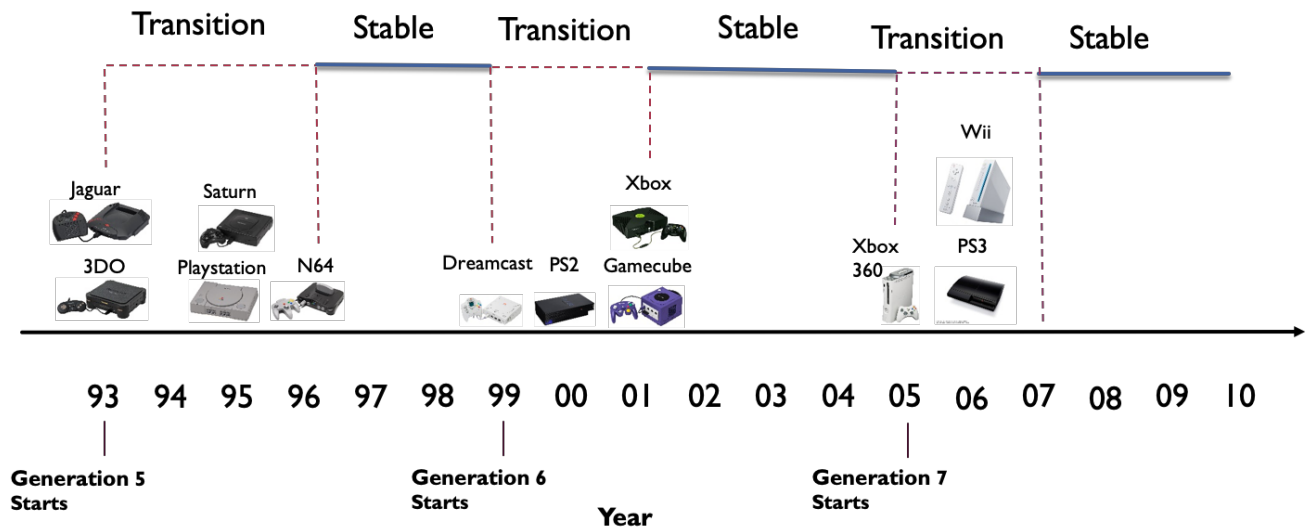 Transition
Stable
Transition
Stable
Transition
Stable
Wii
Jaguar
Saturn
Xbox
3DO
Playstation
N64
Dreamcast
PS2
Gamecube
Xbox
360
PS3
93 94 95 96 97 98 99 00 01 02 03 04 05 06 07 08 09 10
Generation 5
Starts
Generation 6
Starts
Generation 7
Starts
Year